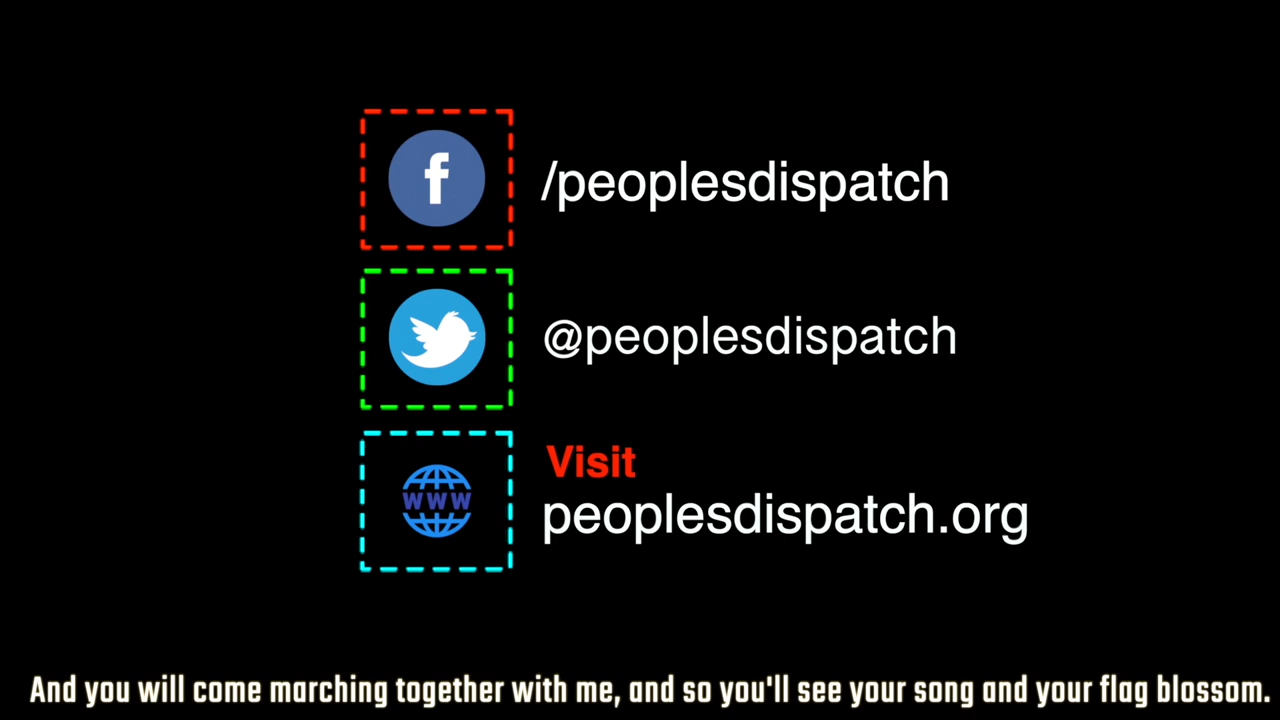 f
/peoplesdispatch
@peoplesdispatch
Visit
www
peoplesdispatch.org
And you will come marching together with me, and so you'll see your song and your flag blossom.